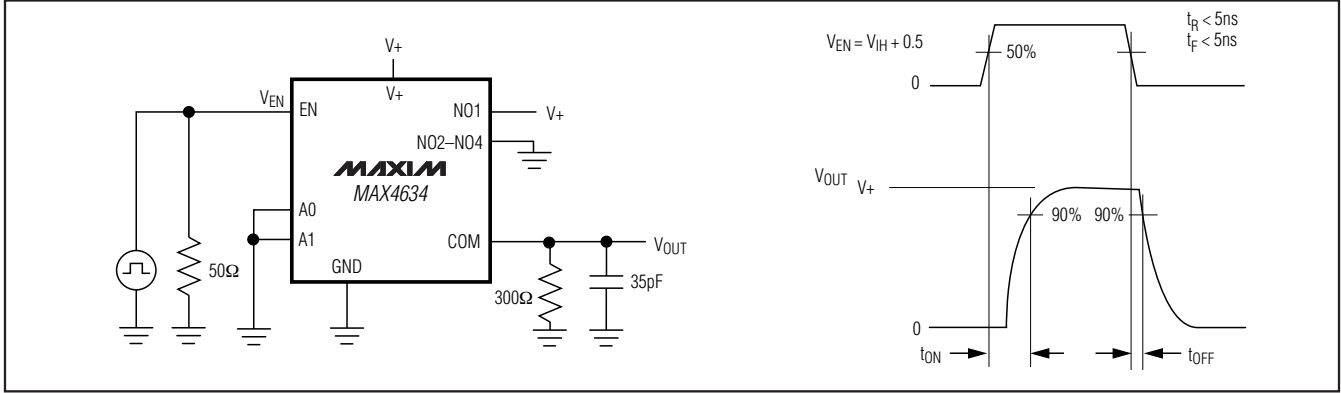 V+
V+
VEN
EN
NO1
V+
NO2–NO4
MAXIM
MAX4634
A0
A1
COM
VOUT
GND
50Ω
300Ω
35pF
tR < 5ns
tF < 5ns
VEN = VIH + 0.5
50%
0
VOUT
V+
90%
90%
0
tON
tOFF